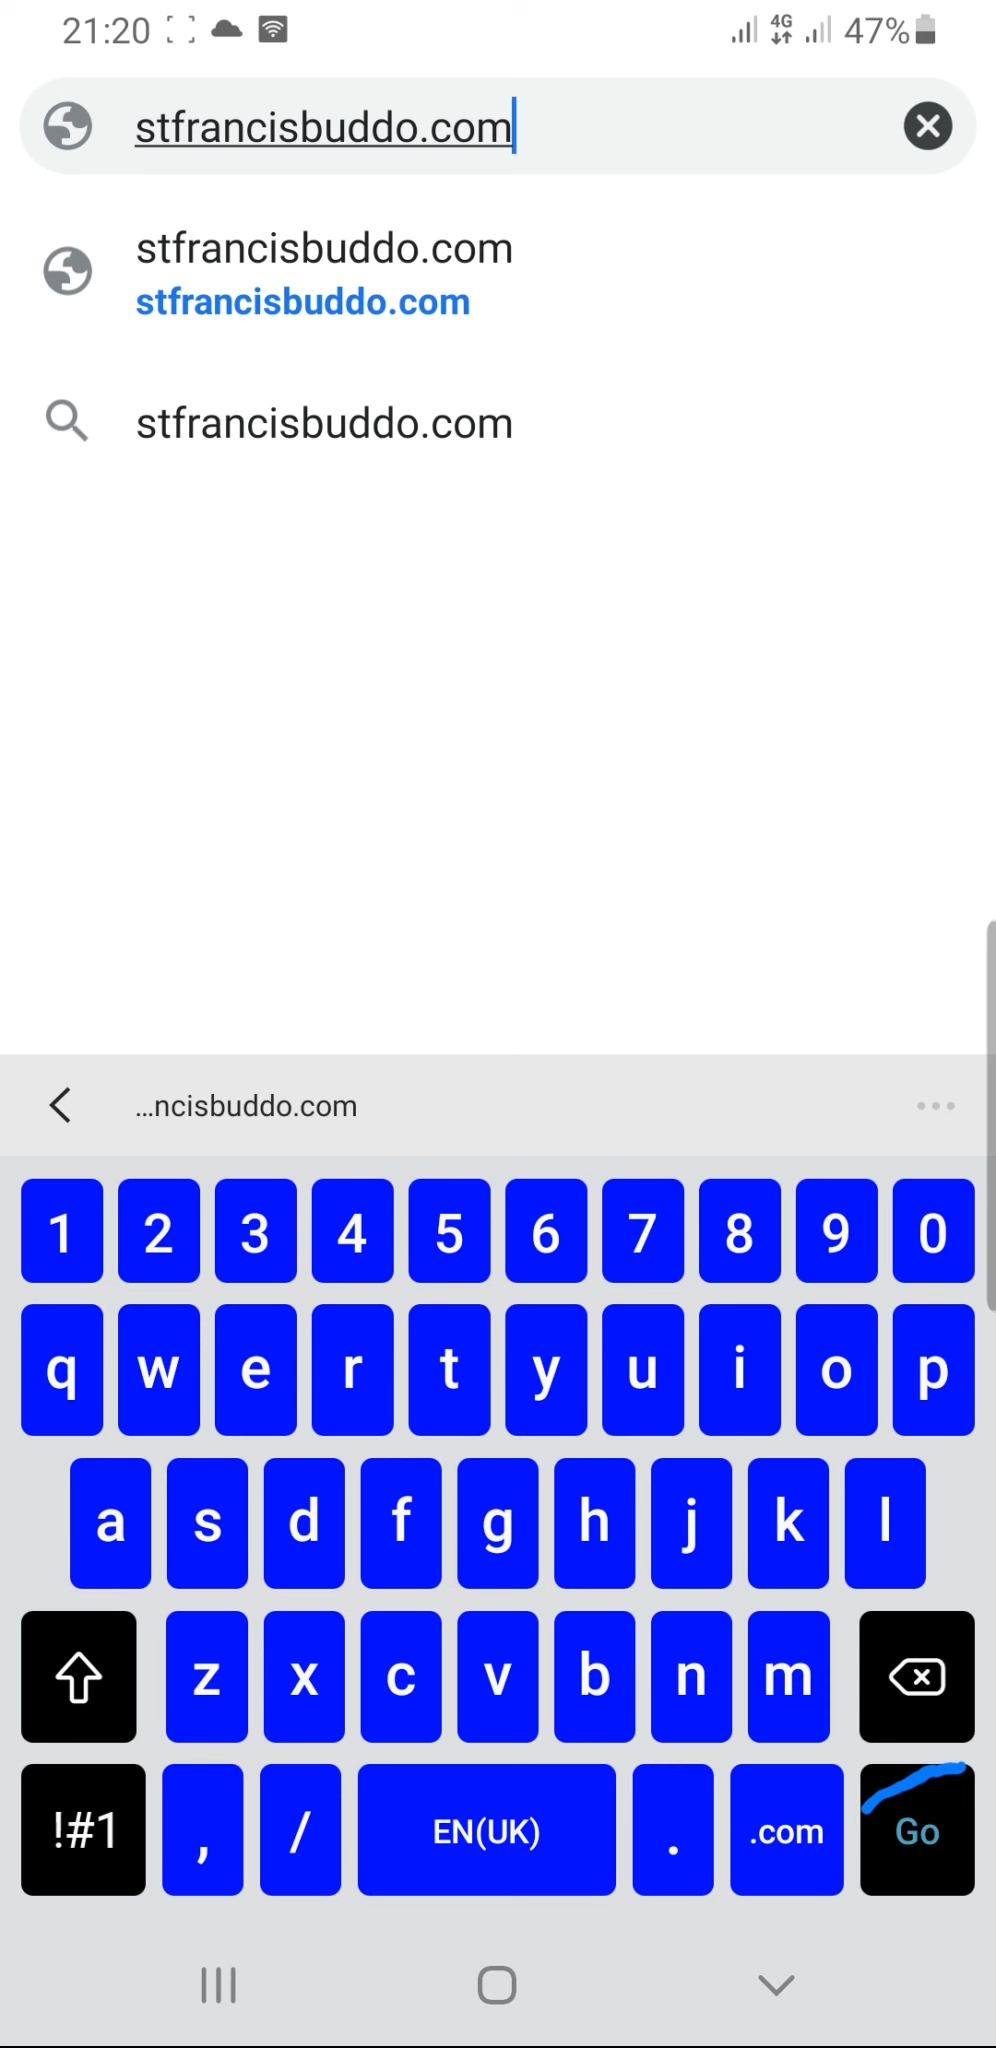 21:20 4G 47%
stfrancisbuddo.com
stfrancisbuddo.com
stfrancisbuddo.com
stfrancisbuddo.com
...ncisbuddo.com
1 2 3 4 5 6 7 8 9 0
q w e r t y u i o p
a s d f g h j k l
z x c v b n m
!#1 , / EN(UK) . .com Go